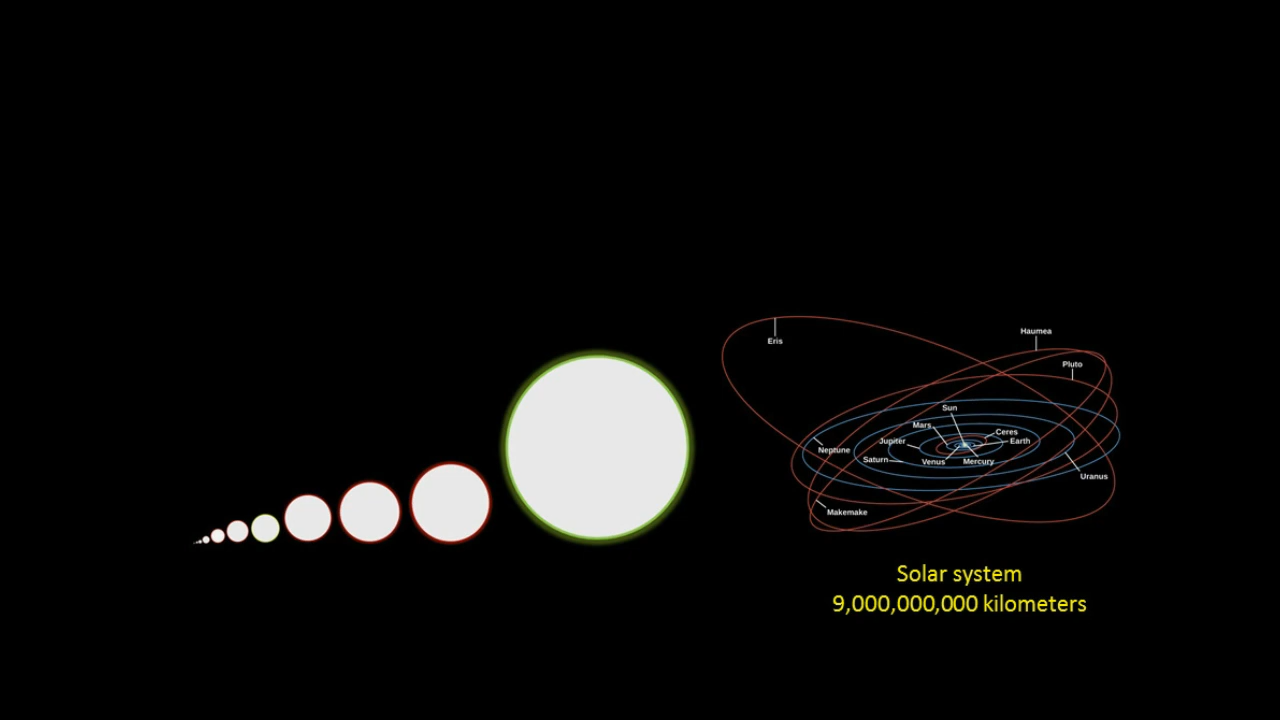 Haumea
Eris
Pluto
Sun
Mars
Ceres
Jupiter
Earth
Neptune
Saturn
Venus
Mercury
Uranus
Makemake
Solar system
9,000,000,000 kilometers